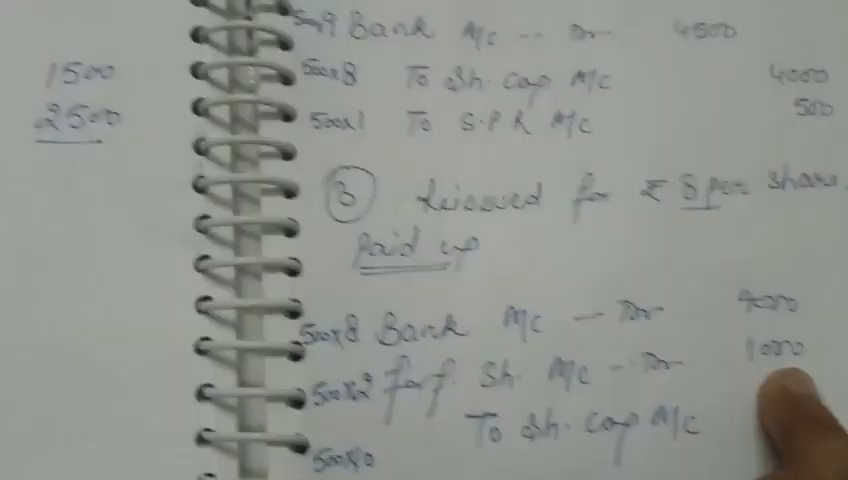 1500
2500
500x9 Bank A/c -- Dr 4500
500x8 To Sh. cap A/c 4000
500x1 To S.P.R A/c 500
(3) Reissued for ₹ 8 per share
Paid up
500x8 Bank A/c — Dr 4000
500x2 forf. Sh. A/c -- Dr 1000
To Sh. cap A/c
500x10